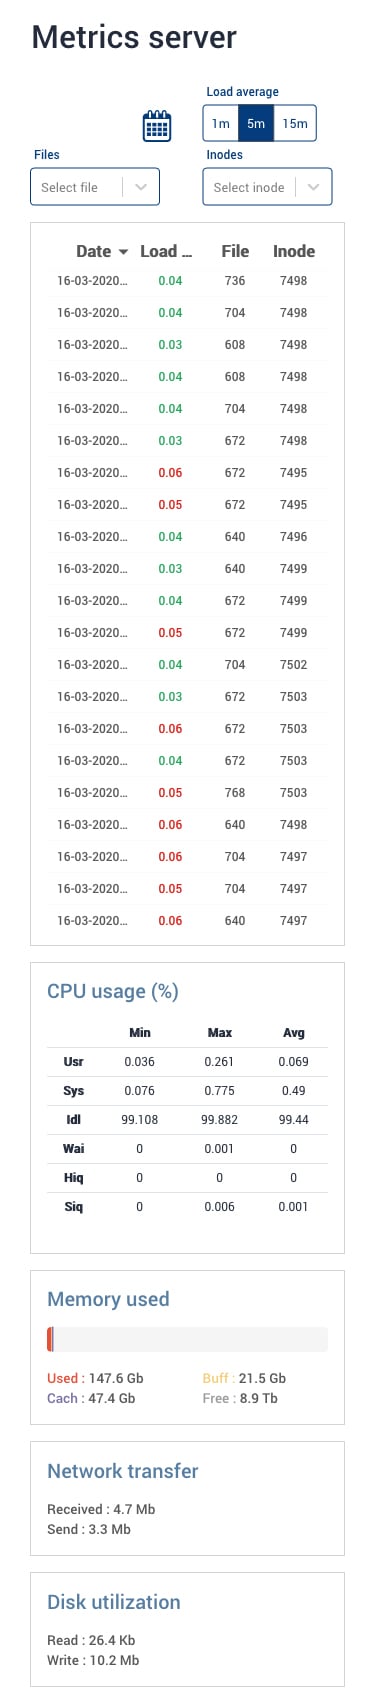 Metrics server
Load average
1m 5m 15m
Files Inodes
Select file Select inode
Date Load ... File Inode
16-03-2020... 0.04 736 7498
16-03-2020... 0.04 704 7498
16-03-2020... 0.03 608 7498
16-03-2020... 0.04 608 7498
16-03-2020... 0.04 704 7498
16-03-2020... 0.03 672 7498
16-03-2020... 0.06 672 7495
16-03-2020... 0.05 672 7495
16-03-2020... 0.04 640 7496
16-03-2020... 0.03 640 7499
16-03-2020... 0.04 672 7499
16-03-2020... 0.05 672 7499
16-03-2020... 0.04 704 7502
16-03-2020... 0.03 672 7503
16-03-2020... 0.06 672 7503
16-03-2020... 0.04 672 7503
16-03-2020... 0.05 768 7503
16-03-2020... 0.06 640 7498
16-03-2020... 0.06 704 7497
16-03-2020... 0.05 704 7497
16-03-2020... 0.06 640 7497
CPU usage (%)
Min Max Avg
Usr 0.036 0.261 0.069
Sys 0.076 0.775 0.49
Idl 99.108 99.882 99.44
Wai 0 0.001 0
Hiq 0 0 0
Siq 0 0.006 0.001
Memory used
Used : 147.6 Gb Buff : 21.5 Gb
Cach : 47.4 Gb Free : 8.9 Tb
Network transfer
Received : 4.7 Mb
Send : 3.3 Mb
Disk utilization
Read : 26.4 Kb
Write : 10.2 Mb